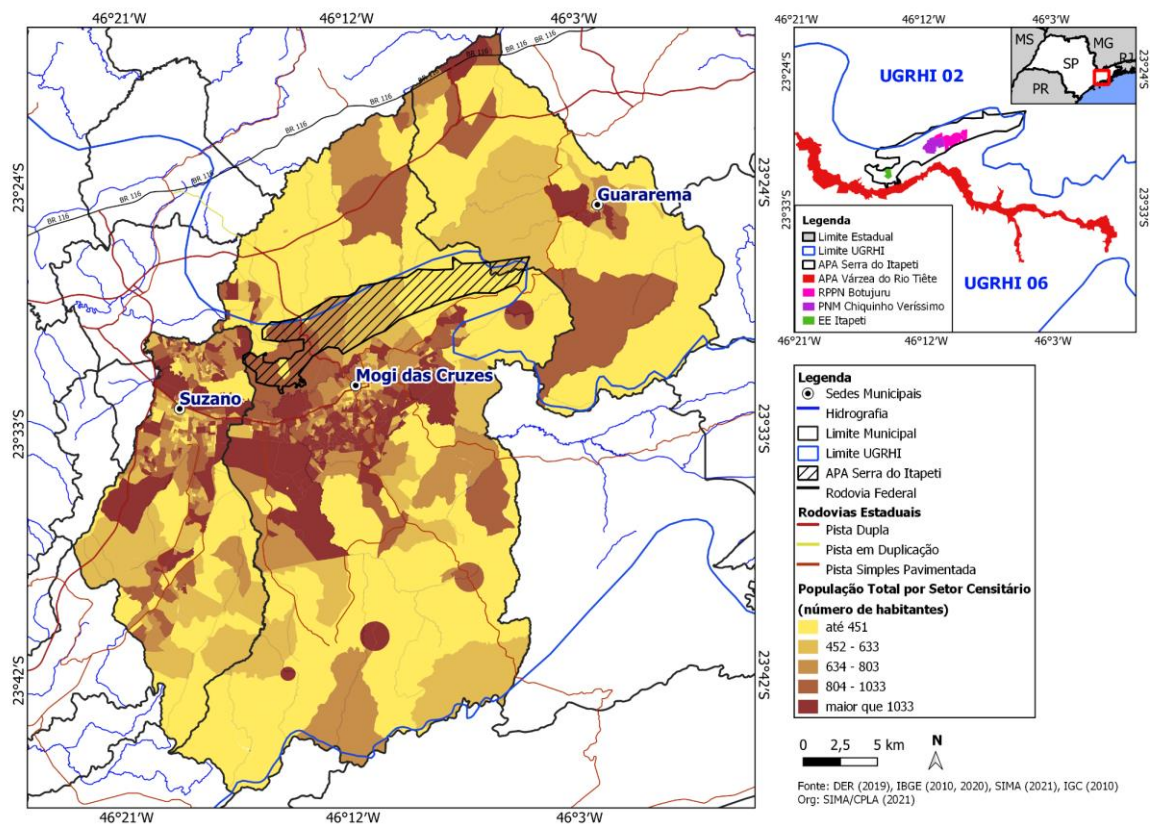 46°21'W
46°12'W
46°3'W
BR 116
BR 116
BR 116
BR 116
23°24'S
23°24'S
Guararema
Mogi das Cruzes
Suzano
23°33'S
23°33'S
23°42'S
23°42'S
46°21'W
46°12'W
46°3'W
46°21'W
46°12'W
46°3'W
MS
MG
SP
RJ
PR
UGRHI 02
23°24'S
23°24'S
23°33'S
23°33'S
UGRHI 06
Legenda
Limite Estadual
Limite UGRHI
APA Serra do Itapeti
APA Várzea do Rio Tiête
RPPN Botujuru
PNM Chiquinho Veríssimo
EE Itapeti
46°21'W
46°12'W
46°3'W
Legenda
Sedes Municipais
Hidrografia
Limite Municipal
Limite UGRHI
APA Serra do Itapeti
Rodovia Federal
Rodovias Estaduais
Pista Dupla
Pista em Duplicação
Pista Simples Pavimentada
População Total por Setor Censitário
(número de habitantes)
até 451
452 - 633
634 - 803
804 - 1033
maior que 1033
0 2,5 5 km
N
Fonte: DER (2019), IBGE (2010, 2020), SIMA (2021), IGC (2010)
Org: SIMA/CPLA (2021)